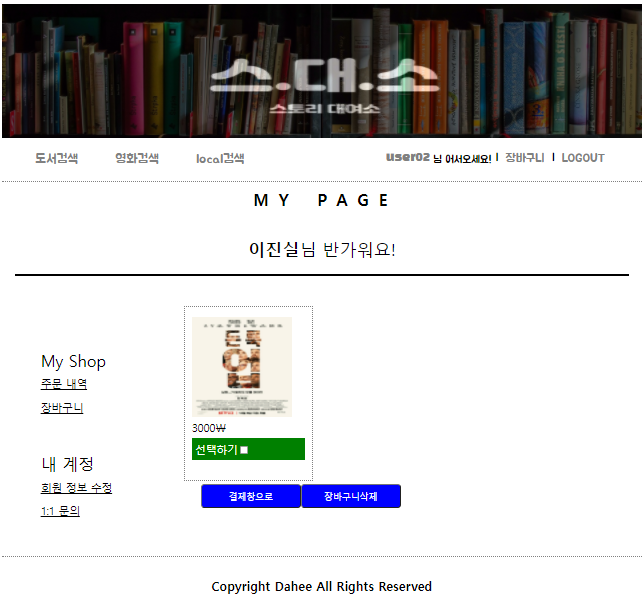 스.대.소
스토리 대여소
도서검색 영화검색 local검색 user02 님 어서오세요! | 장바구니 | LOGOUT
MY PAGE
이진실님 반가워요!
My Shop
주문 내역
장바구니
내 계정
회원 정보 수정
1:1 문의
3000₩
선택하기
결제창으로 장바구니삭제
Copyright Dahee All Rights Reserved